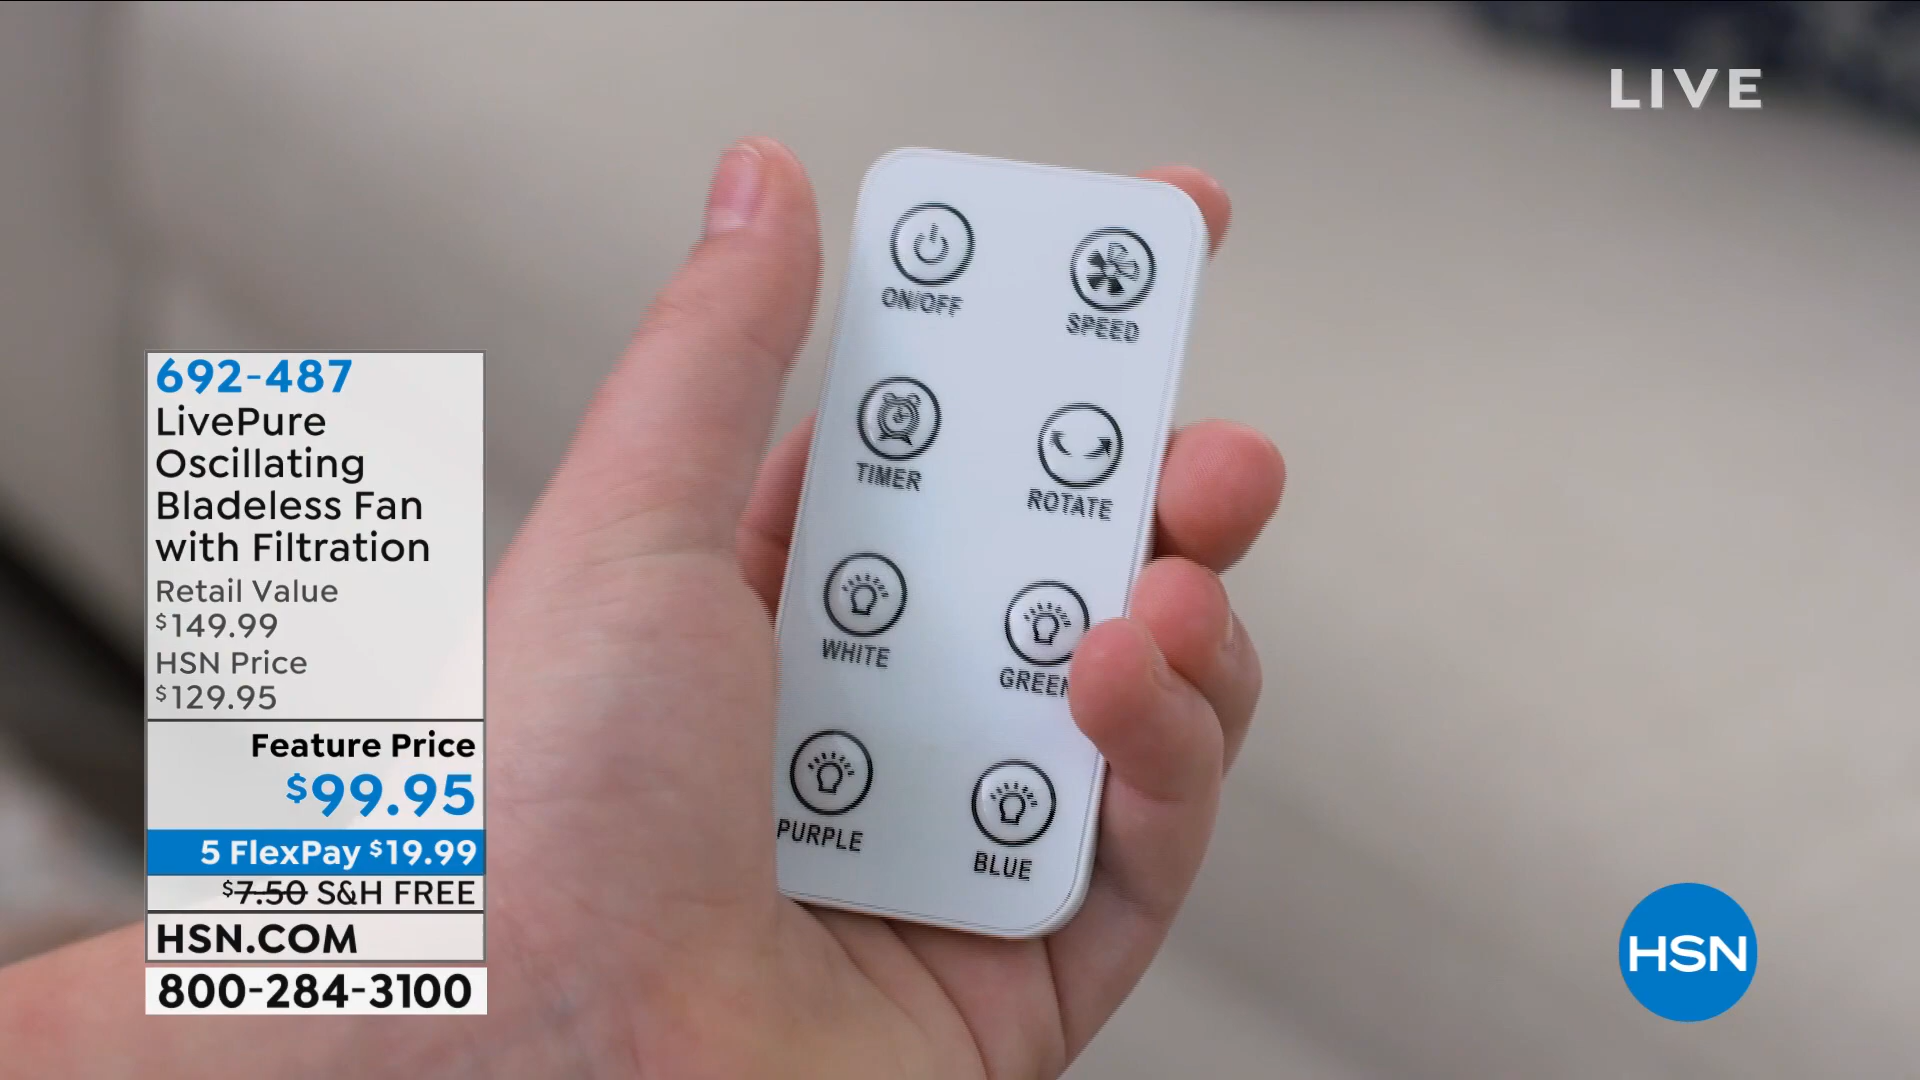 LIVE
ON/OFF
SPEED
TIMER
ROTATE
WHITE
GREEN
PURPLE
BLUE
692-487
LivePure
Oscillating
Bladeless Fan
with Filtration
Retail Value
$149.99
HSN Price
$129.95
Feature Price
$99.95
5 FlexPay $19.99
$7.50 S&H FREE
HSN.COM
800-284-3100
HSN